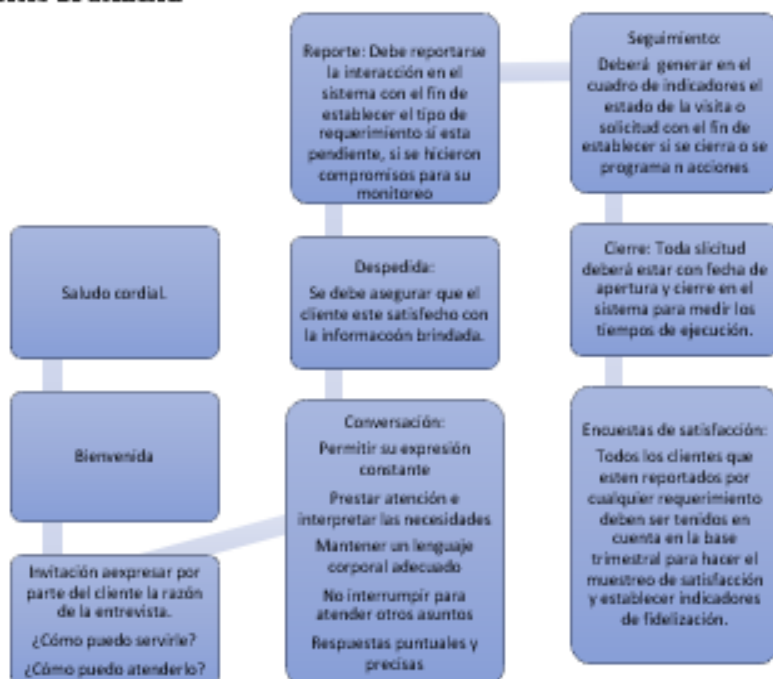 Saludo cordial.
Bienvenida
Invitación aexpresar por
parte del cliente la razón
de la entrevista.
¿Cómo puedo servirle?
¿Cómo puedo atenderlo?
Conversación:
Permitir su expresión
constante
Prestar atención e
interpretar las necesidades
Mantener un lenguaje
corporal adecuado
No interrumpir para
atender otros asuntos
Respuestas puntuales y
precisas
Despedida:
Se debe asegurar que el
cliente este satisfecho con
la informacoón brindada.
Reporte: Debe reportarse
la interacción en el
sistema con el fin de
establecer el tipo de
requerimiento si esta
pendiente, si se hicieron
compromisos para su
monitoreo
Seguimiento:
Deberá generar en el
cuadro de indicadores el
estado de la visita o
solicitud con el fin de
establecer si se cierra o se
programa n acciones
Cierre: Toda slicitud
deberá estar con fecha de
apertura y cierre en el
sistema para medir los
tiempos de ejecución.
Encuestas de satisfacción:
Todos los clientes que
esten reportados por
cualquier requerimiento
deben ser tenidos en
cuenta en la base
trimestral para hacer el
muestreo de satisfacción
y establecer indicadores
de fidelización.